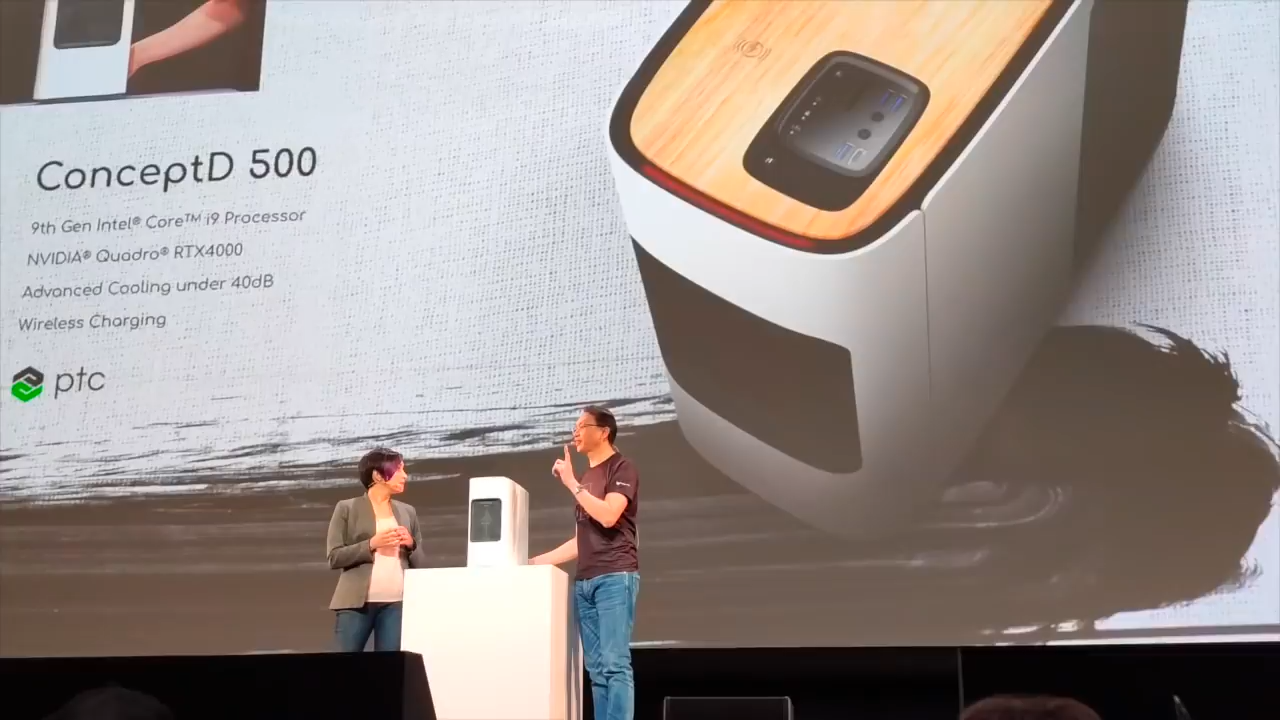 ConceptD 500
9th Gen Intel® Core™ i9 Processor
NVIDIA® Quadro® RTX4000
Advanced Cooling under 40dB
Wireless Charging
ptc